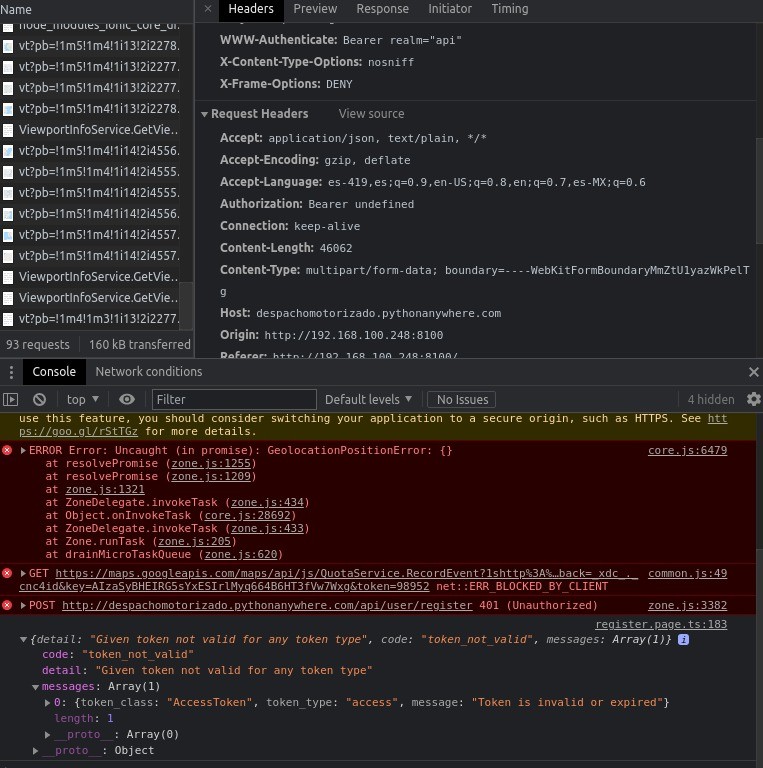 Name
node_modules_ionic_core_di…
vt?pb=!1m5!1m4!1i13!2i2278.
vt?pb=!1m5!1m4!1i13!2i2277.
vt?pb=!1m5!1m4!1i13!2i2277.
vt?pb=!1m5!1m4!1i13!2i2278.
ViewportInfoService.GetVie…
vt?pb=!1m5!1m4!1i14!2i4556.
vt?pb=!1m5!1m4!1i14!2i4555.
vt?pb=!1m5!1m4!1i14!2i4555.
vt?pb=!1m5!1m4!1i14!2i4556.
vt?pb=!1m5!1m4!1i14!2i4557.
vt?pb=!1m5!1m4!1i14!2i4557.
ViewportInfoService.GetVie…
ViewportInfoService.GetVie…
vt?pb=!1m4!1m3!1i13!2i2277.
93 requests 160 kB transferred
Headers Preview Response Initiator Timing
WWW-Authenticate: Bearer realm="api"
X-Content-Type-Options: nosniff
X-Frame-Options: DENY
Request Headers View source
Accept: application/json, text/plain, */*
Accept-Encoding: gzip, deflate
Accept-Language: es-419,es;q=0.9,en-US;q=0.8,en;q=0.7,es-MX;q=0.6
Authorization: Bearer undefined
Connection: keep-alive
Content-Length: 46062
Content-Type: multipart/form-data; boundary=----WebKitFormBoundaryMmZtU1yazWkPelT
g
Host: despachomotorizado.pythonanywhere.com
Origin: http://192.168.100.248:8100
Referer: http://192.168.100.248:8100/
Console Network conditions
top Filter Default levels No Issues 4 hidden
use this feature, you should consider switching your application to a secure origin, such as HTTPS. See htt
ps://goo.gl/rStTGz for more details.
ERROR Error: Uncaught (in promise): GeolocationPositionError: {} core.js:6479
at resolvePromise (zone.js:1255)
at resolvePromise (zone.js:1209)
at zone.js:1321
at ZoneDelegate.invokeTask (zone.js:434)
at Object.onInvokeTask (core.js:28692)
at ZoneDelegate.invokeTask (zone.js:433)
at Zone.runTask (zone.js:205)
at drainMicroTaskQueue (zone.js:620)
GET https://maps.googleapis.com/maps/api/js/QuotaService.RecordEvent?1shttp%3A%…back=_xdc_._ common.js:49
cnc4id&key=AIzaSyBHEIRG5sYxESIrlMyq664B6HT3fVw7Wxg&token=98952 net::ERR_BLOCKED_BY_CLIENT
POST http://despachomotorizado.pythonanywhere.com/api/user/register 401 (Unauthorized) zone.js:3382
register.page.ts:183
{detail: "Given token not valid for any token type", code: "token_not_valid", messages: Array(1)} i
code: "token_not_valid"
detail: "Given token not valid for any token type"
messages: Array(1)
0: {token_class: "AccessToken", token_type: "access", message: "Token is invalid or expired"}
length: 1
__proto__: Array(0)
__proto__: Object